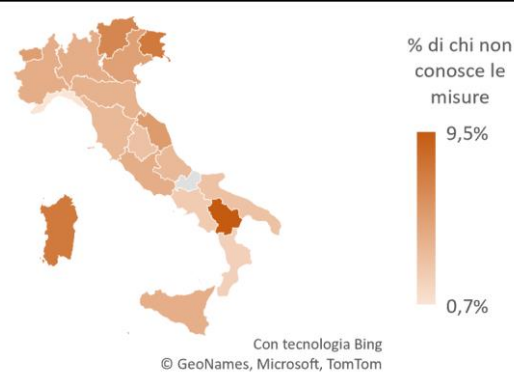 % di chi non
conosce le
misure
9,5%
0,7%
Con tecnologia Bing
© GeoNames, Microsoft, TomTom